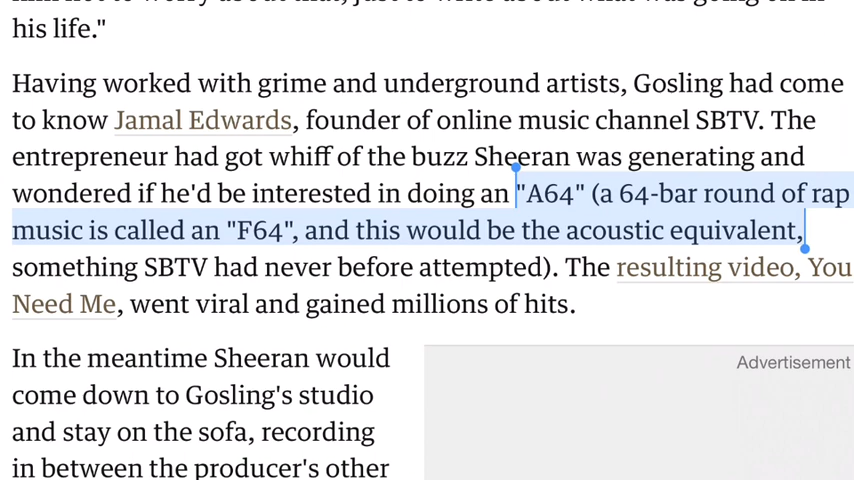 his life."
Having worked with grime and underground artists, Gosling had come
to know Jamal Edwards, founder of online music channel SBTV. The
entrepreneur had got whiff of the buzz Sheeran was generating and
wondered if he'd be interested in doing an "A64" (a 64-bar round of rap
music is called an "F64", and this would be the acoustic equivalent,
something SBTV had never before attempted). The resulting video, You
Need Me, went viral and gained millions of hits.
In the meantime Sheeran would
come down to Gosling's studio
and stay on the sofa, recording
in between the producer's other
Advertisement